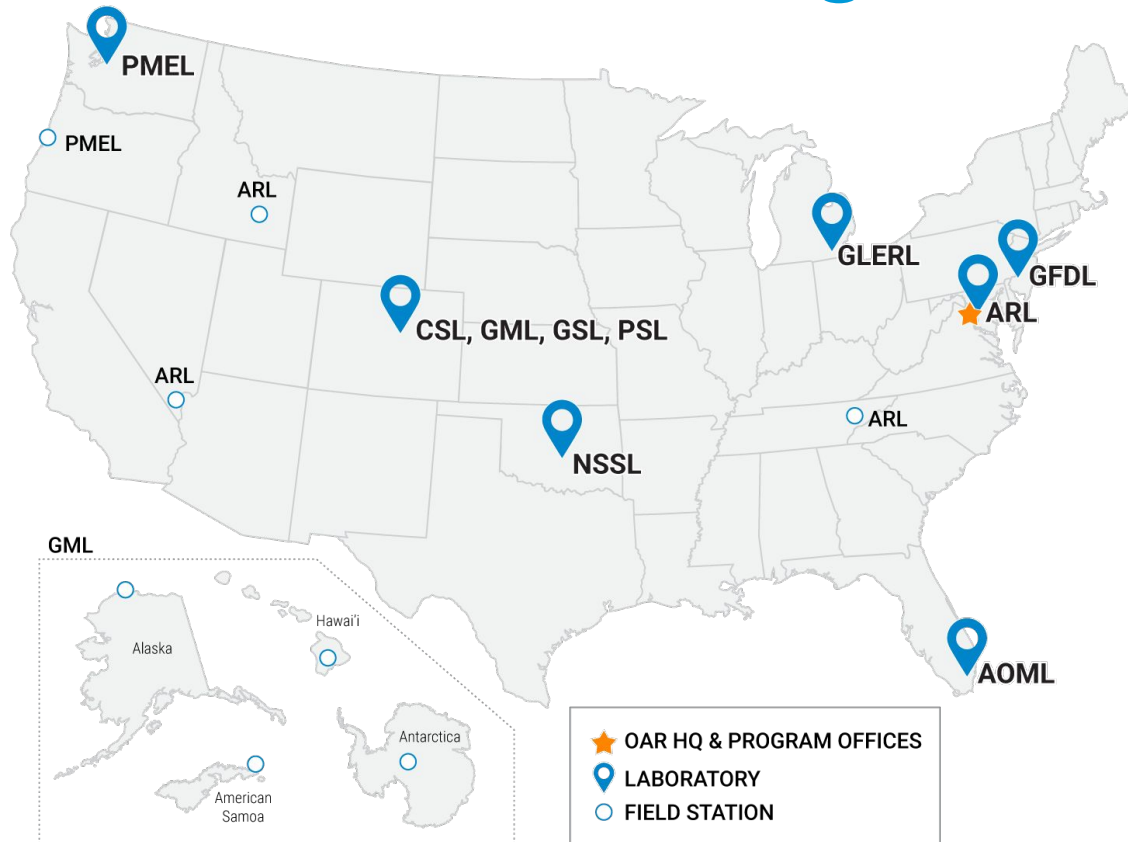 PMEL
PMEL
ARL
GLERL
GFDL
ARL
CSL, GML, GSL, PSL
ARL
ARL
NSSL
GML
Hawai'i
Alaska
AOML
Antarctica
American
Samoa
OAR HQ & PROGRAM OFFICES
LABORATORY
FIELD STATION